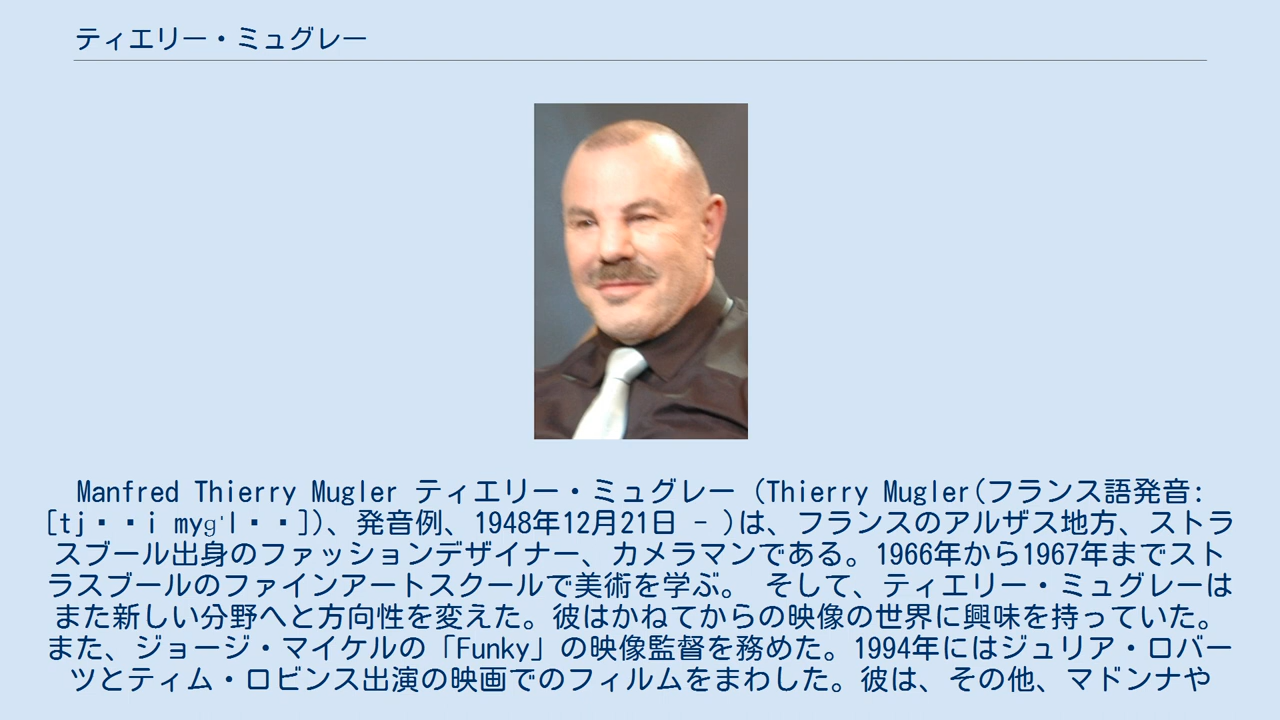 ティエリー・ミュグレー
Manfred Thierry Mugler ティエリー・ミュグレー (Thierry Mugler(フランス語発音:
[tj▪▪i myɡˈl▪▪])、発音例、1948年12月21日 - )は、フランスのアルザス地方、ストラ
スブール出身のファッションデザイナー、カメラマンである。1966年から1967年までスト
ラスブールのファインアートスクールで美術を学ぶ。 そして、ティエリー・ミュグレーは
また新しい分野へと方向性を変えた。彼はかねてからの映像の世界に興味を持っていた。
また、ジョージ・マイケルの「Funky」の映像監督を務めた。1994年にはジュリア・ロバー
ツとティム・ロビンス出演の映画でのフィルムをまわした。彼は、その他、マドンナや